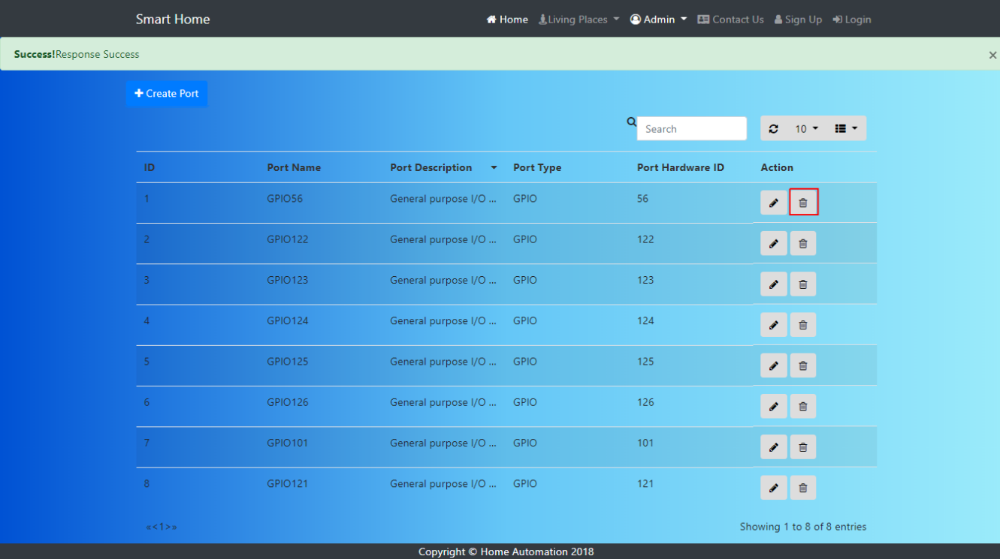 Smart Home Home Living Places Admin Contact Us Sign Up Login
Success!Response Success ×
Create Port
Search 10
ID Port Name Port Description Port Type Port Hardware ID Action
1 GPIO56 General purpose I/O ... GPIO 56
2 GPIO122 General purpose I/O ... GPIO 122
3 GPIO123 General purpose I/O ... GPIO 123
4 GPIO124 General purpose I/O ... GPIO 124
5 GPIO125 General purpose I/O ... GPIO 125
6 GPIO126 General purpose I/O ... GPIO 126
7 GPIO101 General purpose I/O ... GPIO 101
8 GPIO121 General purpose I/O ... GPIO 121
«<1>» Showing 1 to 8 of 8 entries
Copyright © Home Automation 2018